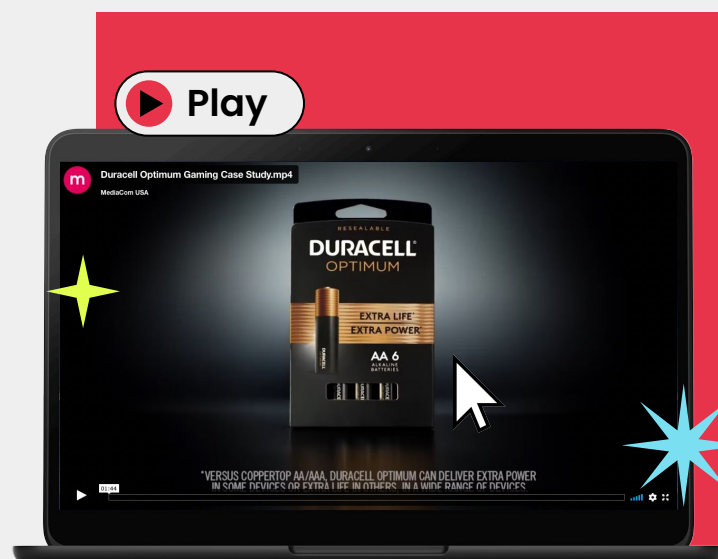 Play
m
Duracell Optimum Gaming Case Study.mp4
MediaCom USA
RESEALABLE
DURACELL®
OPTIMUM
EXTRA LIFE*
EXTRA POWER*
DURACELL
AA 6
ALKALINE
BATTERIES
*VERSUS COPPERTOP AA/AAA, DURACELL OPTIMUM CAN DELIVER EXTRA POWER
IN SOME DEVICES OR EXTRA LIFE IN OTHERS, IN A WIDE RANGE OF DEVICES
01:44